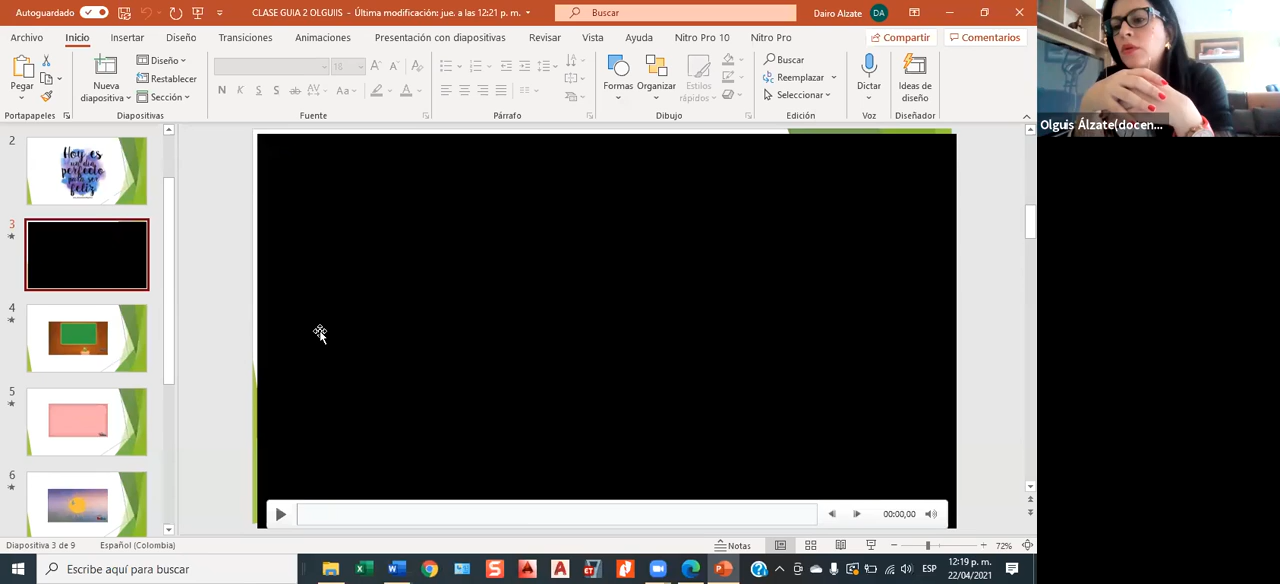 Autoguardado
CLASE GUIA 2 OLGUIIS - Última modificación: jue. a las 12:21 p. m.
Buscar
Dairo Alzate
DA
Archivo Inicio Insertar Diseño Transiciones Animaciones Presentación con diapositivas Revisar Vista Ayuda Nitro Pro 10 Nitro Pro
Compartir
Comentarios
Pegar
Nueva diapositiva
Diseño
Restablecer
Sección
18
N K S S ab AV Aa A
Formas
Organizar
Estilos rápidos
Buscar
Reemplazar
Seleccionar
Dictar
Ideas de diseño
Portapapeles
Diapositivas
Fuente
Párrafo
Dibujo
Edición
Voz
Diseñador
Olguis Álzate(docen...
2
Hoy es
un día
perfecto
para ser
feliz
3
4
5
6
00:00,00
Diapositiva 3 de 9
Español (Colombia)
Notas
72%
Escribe aquí para buscar
ESP
12:19 p. m.
22/04/2021